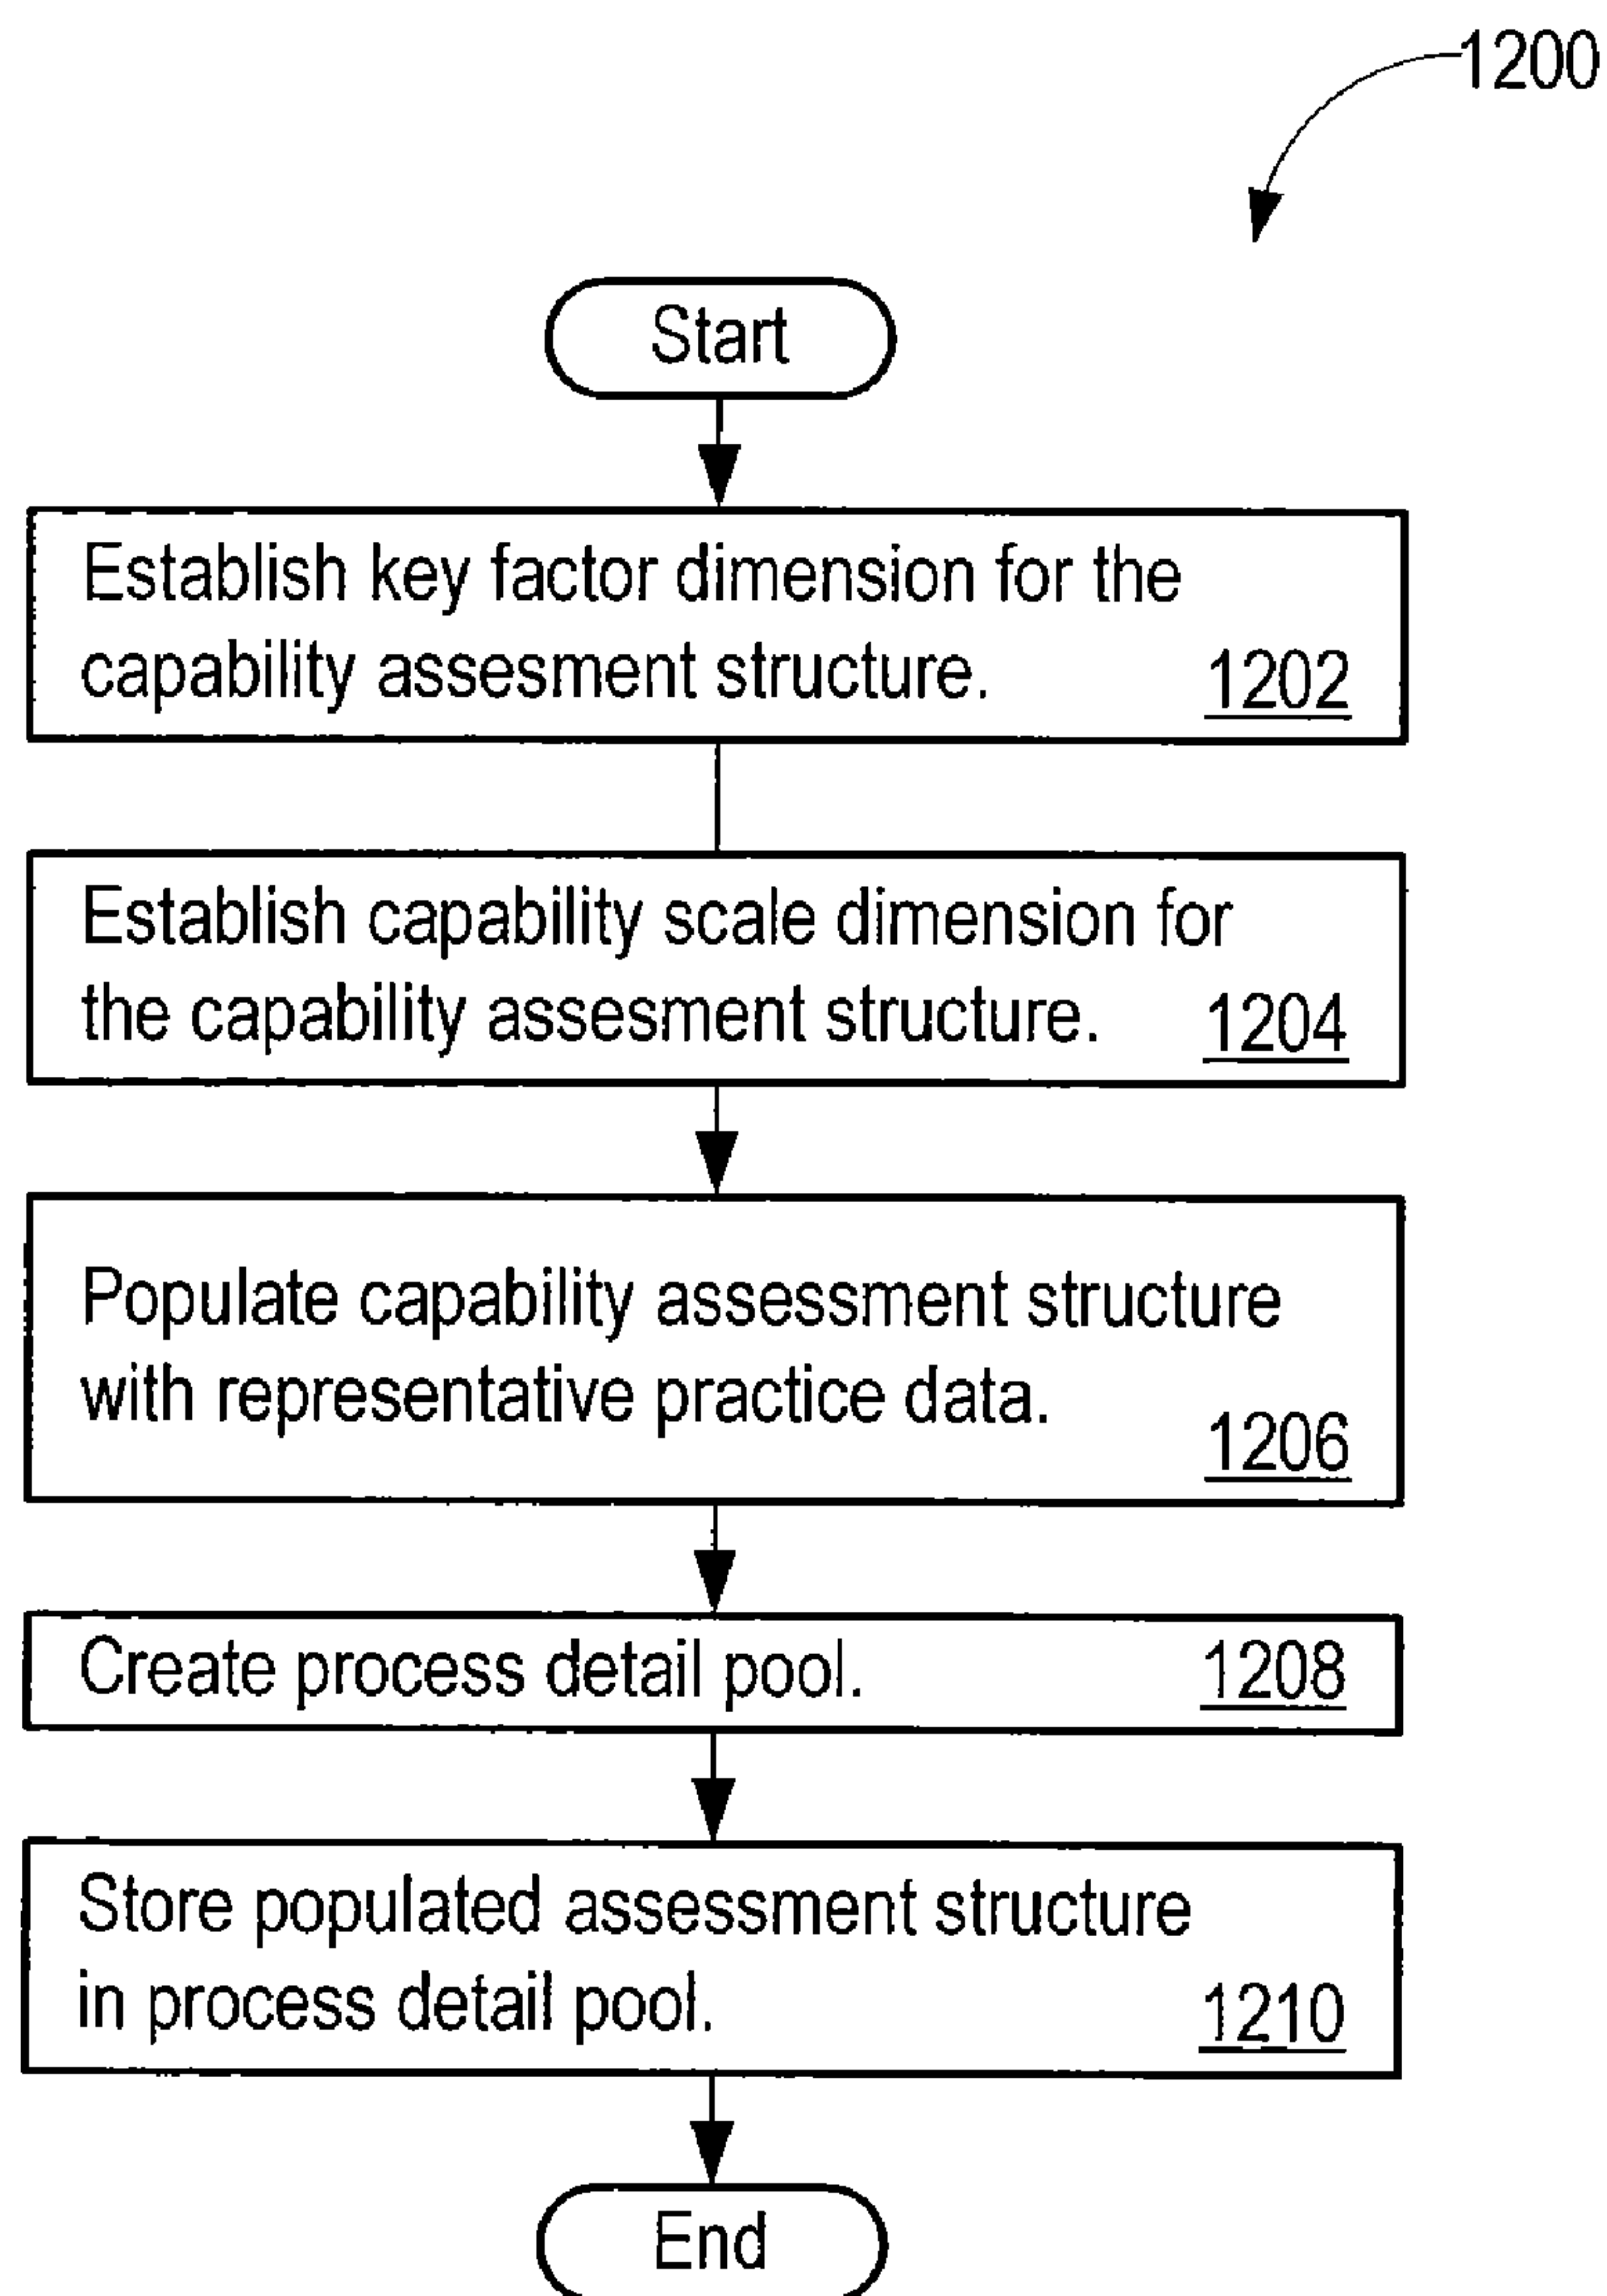 1200
Start
Establish key factor dimension for the
capability assesment structure.
1202
Establish capability scale dimension for
the capability assesment structure.
1204
Populate capability assessment structure
with representative practice data.
1206
Create process detail pool.
1208
Store populated assessment structure
in process detail pool.
1210
End